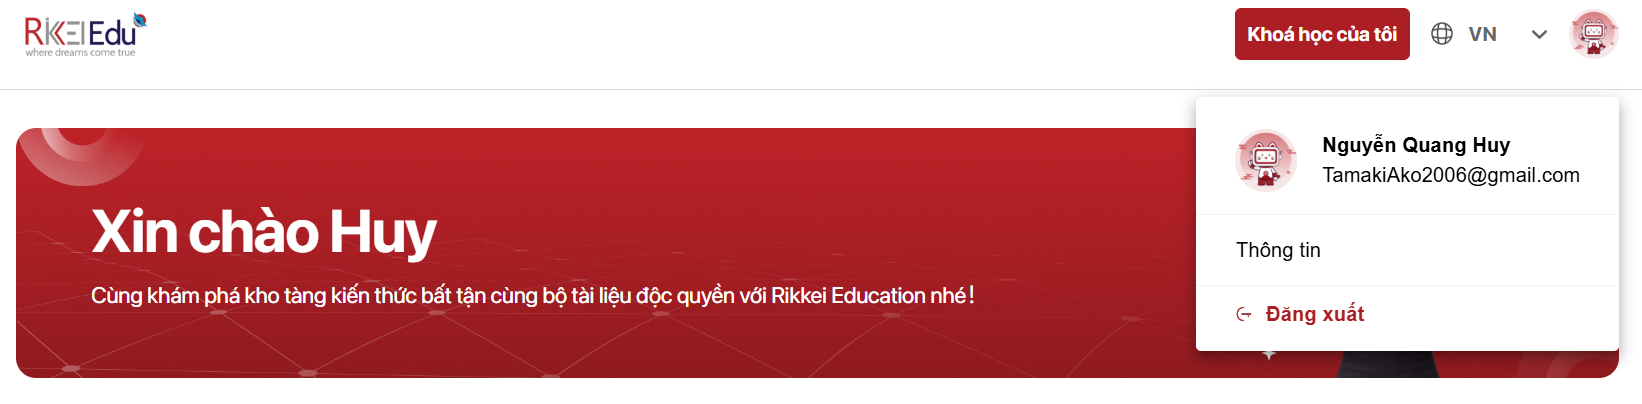 RIKKEI Edu
where dreams come true
Khoá học của tôi
VN
Nguyễn Quang Huy
TamakiAko2006@gmail.com
Thông tin
Đăng xuất
Xin chào Huy
Cùng khám phá kho tàng kiến thức bất tận cùng bộ tài liệu độc quyền với Rikkei Education nhé!